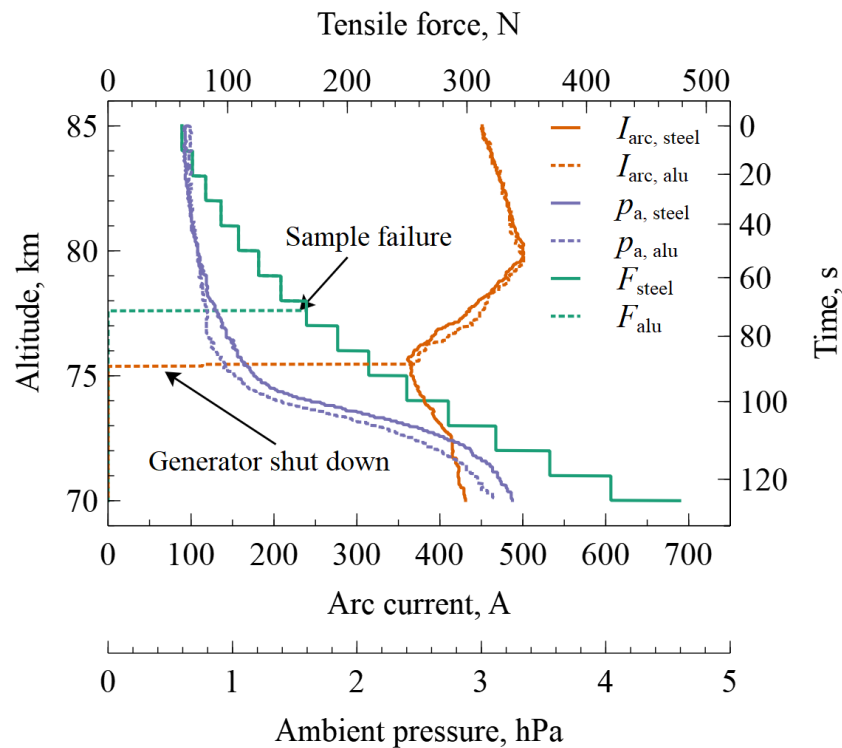 Tensile force, N
0 100 200 300 400 500
85 80 75 70
Altitude, km
I arc, steel
I arc, alu
p a, steel
p a, alu
F steel
F alu
Sample failure
Generator shut down
0 20 40 60 80 100 120
Time, s
0 100 200 300 400 500 600 700
Arc current, A
0 1 2 3 4 5
Ambient pressure, hPa